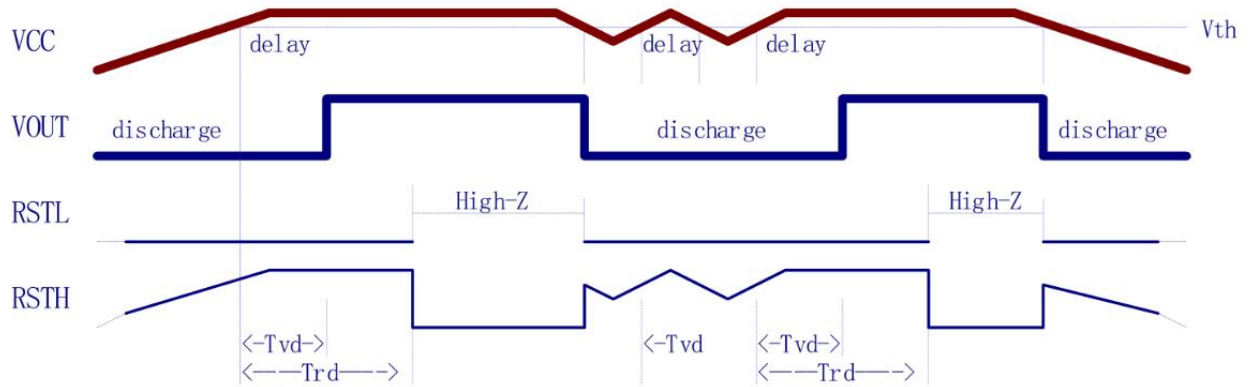 VCC delay delay delay Vth
VOUT discharge discharge discharge
RSTL High-Z High-Z
RSTH
<-Tvd-> <-Tvd <-Tvd->
<----Trd----> <----Trd---->